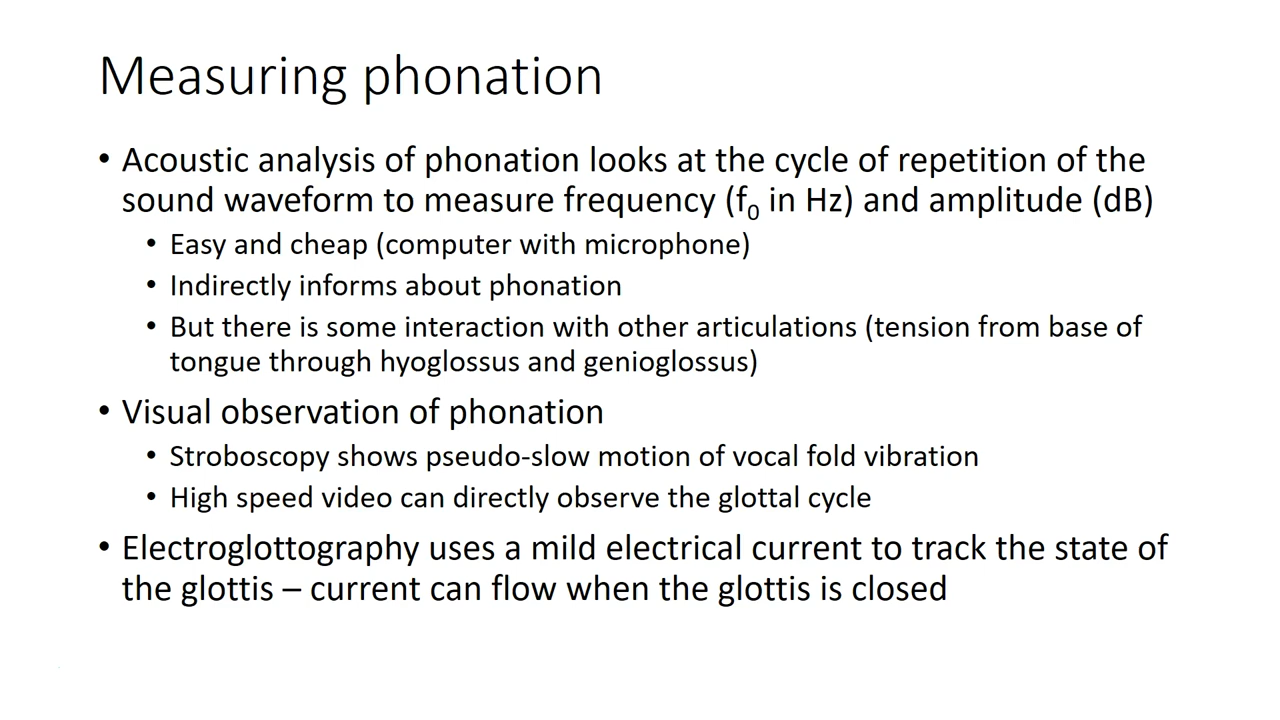 Measuring phonation
• Acoustic analysis of phonation looks at the cycle of repetition of the
sound waveform to measure frequency (f₀ in Hz) and amplitude (dB)
• Easy and cheap (computer with microphone)
• Indirectly informs about phonation
• But there is some interaction with other articulations (tension from base of
tongue through hyoglossus and genioglossus)
• Visual observation of phonation
• Stroboscopy shows pseudo-slow motion of vocal fold vibration
• High speed video can directly observe the glottal cycle
• Electroglottography uses a mild electrical current to track the state of
the glottis – current can flow when the glottis is closed